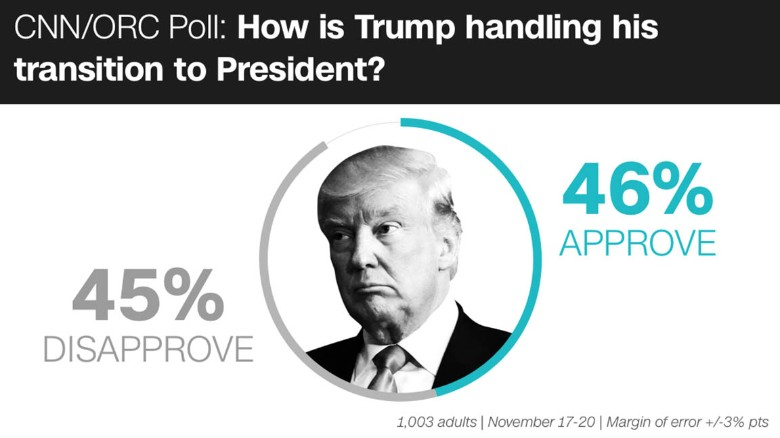 CNN/ORC Poll: How is Trump handling his
transition to President?
46%
APPROVE
45%
DISAPPROVE
1,003 adults | November 17-20 | Margin of error +/-3% pts